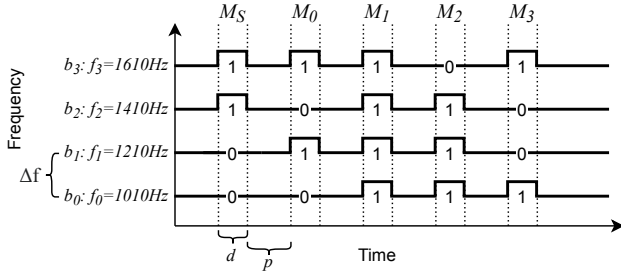 M_S M_0 M_1 M_2 M_3
b_3: f_3=1610Hz 1 1 1 0 1
b_2: f_2=1410Hz 1 0 1 1 0
b_1: f_1=1210Hz 0 1 1 1 0
b_0: f_0=1010Hz 0 0 1 1 1
Frequency
Δf
d
p
Time